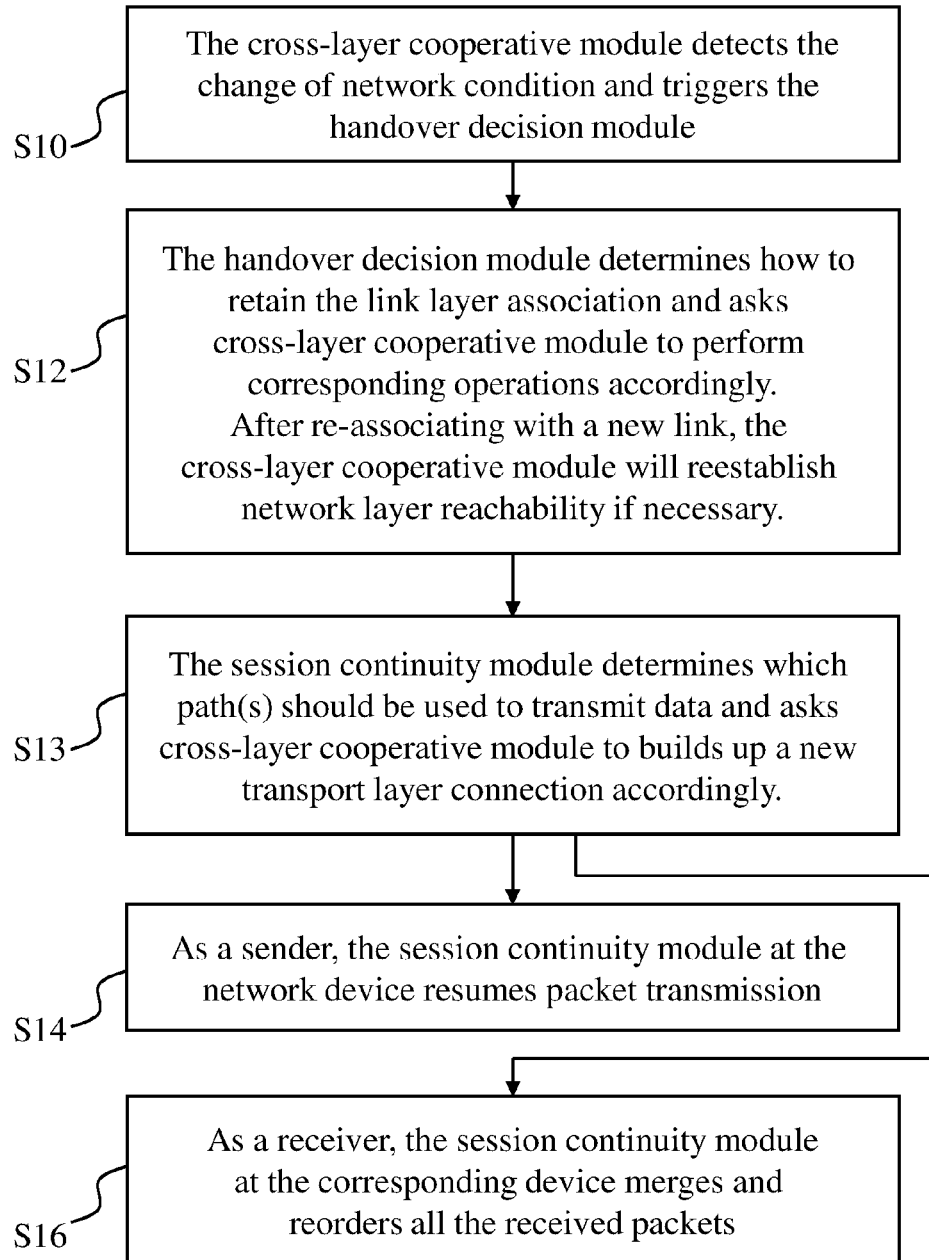 The cross-layer cooperative module detects the
change of network condition and triggers the
handover decision module
S10
The handover decision module determines how to
retain the link layer association and asks
cross-layer cooperative module to perform
corresponding operations accordingly.
After re-associating with a new link, the
cross-layer cooperative module will reestablish
network layer reachability if necessary.
S12
The session continuity module determines which
path(s) should be used to transmit data and asks
cross-layer cooperative module to builds up a new
transport layer connection accordingly.
S13
As a sender, the session continuity module at the
network device resumes packet transmission
S14
As a receiver, the session continuity module
at the corresponding device merges and
reorders all the received packets
S16